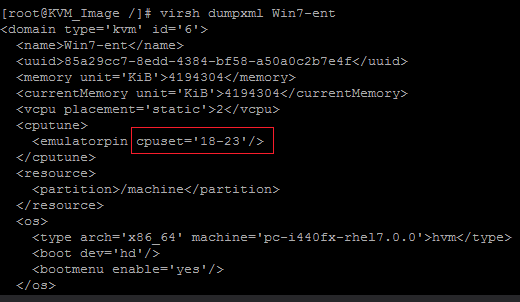 [root@KVM_Image /]# virsh dumpxml Win7-ent
<domain type='kvm' id='6'>
  <name>Win7-ent</name>
  <uuid>85a29cc7-8edd-4384-bf58-a50a0c2b7e4f</uuid>
  <memory unit='KiB'>4194304</memory>
  <currentMemory unit='KiB'>4194304</currentMemory>
  <vcpu placement='static'>2</vcpu>
  <cputune>
    <emulatorpin cpuset='18-23'/>
  </cputune>
  <resource>
    <partition>/machine</partition>
  </resource>
  <os>
    <type arch='x86_64' machine='pc-i440fx-rhel7.0.0'>hvm</type>
    <boot dev='hd'/>
    <bootmenu enable='yes'/>
  </os>